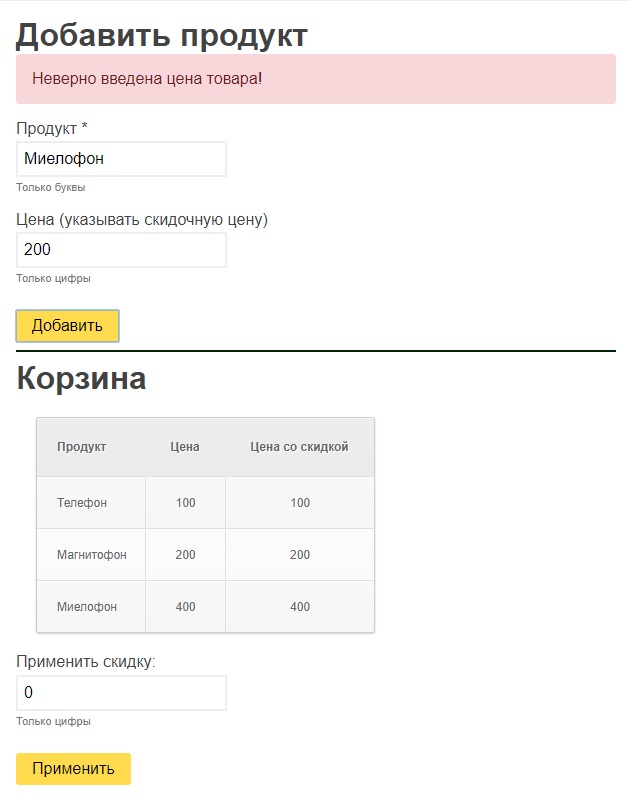 Добавить продукт
Неверно введена цена товара!
Продукт *
Миелофон
Только буквы
Цена (указывать скидочную цену)
200
Только цифры
Добавить
Корзина
Продукт Цена Цена со скидкой
Телефон 100 100
Магнитофон 200 200
Миелофон 400 400
Применить скидку:
0
Только цифры
Применить